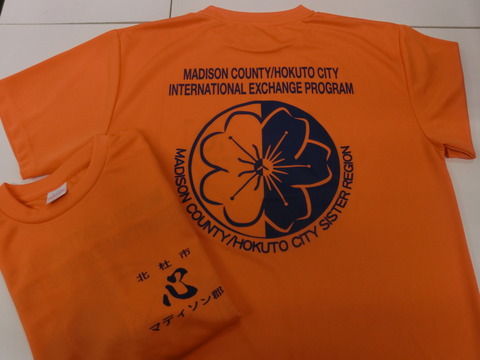 MADISON COUNTY/HOKUTO CITY
INTERNATIONAL EXCHANGE PROGRAM
MADISON COUNTY/HOKUTO CITY SISTER REGION
北杜市
心
マディソン郡